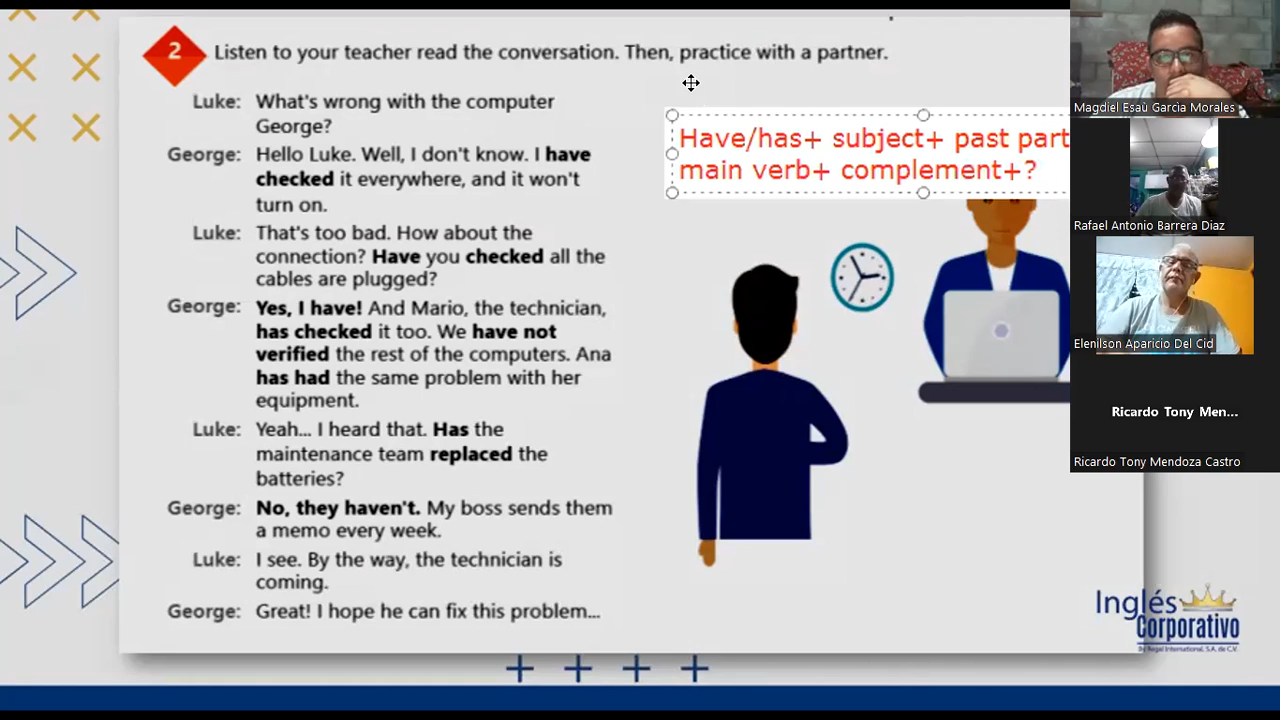 2 Listen to your teacher read the conversation. Then, practice with a partner.
Luke: What's wrong with the computer
George?
George: Hello Luke. Well, I don't know. I have
checked it everywhere, and it won't
turn on.
Luke: That's too bad. How about the
connection? Have you checked all the
cables are plugged?
George: Yes, I have! And Mario, the technician,
has checked it too. We have not
verified the rest of the computers. Ana
has had the same problem with her
equipment.
Luke: Yeah... I heard that. Has the
maintenance team replaced the
batteries?
George: No, they haven't. My boss sends them
a memo every week.
Luke: I see. By the way, the technician is
coming.
George: Great! I hope he can fix this problem...
Have/has+ subject+ past part
main verb+ complement+?
Magdiel Esaù Garcìa Morales
Rafael Antonio Barrera Diaz
Elenilson Aparicio Del Cid
Ricardo Tony Men...
Ricardo Tony Mendoza Castro
Inglés
Corporativo
By Regal International, S.A. de C.V.